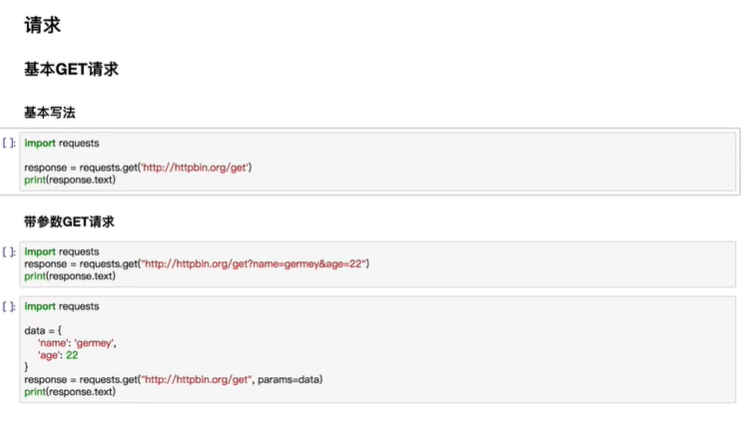 请求
基本GET请求
基本写法
[ ]: import requests
response = requests.get('http://httpbin.org/get')
print(response.text)
带参数GET请求
[ ]: import requests
response = requests.get("http://httpbin.org/get?name=germey&age=22")
print(response.text)
[ ]: import requests
data = {
'name': 'germey',
'age': 22
}
response = requests.get("http://httpbin.org/get", params=data)
print(response.text)